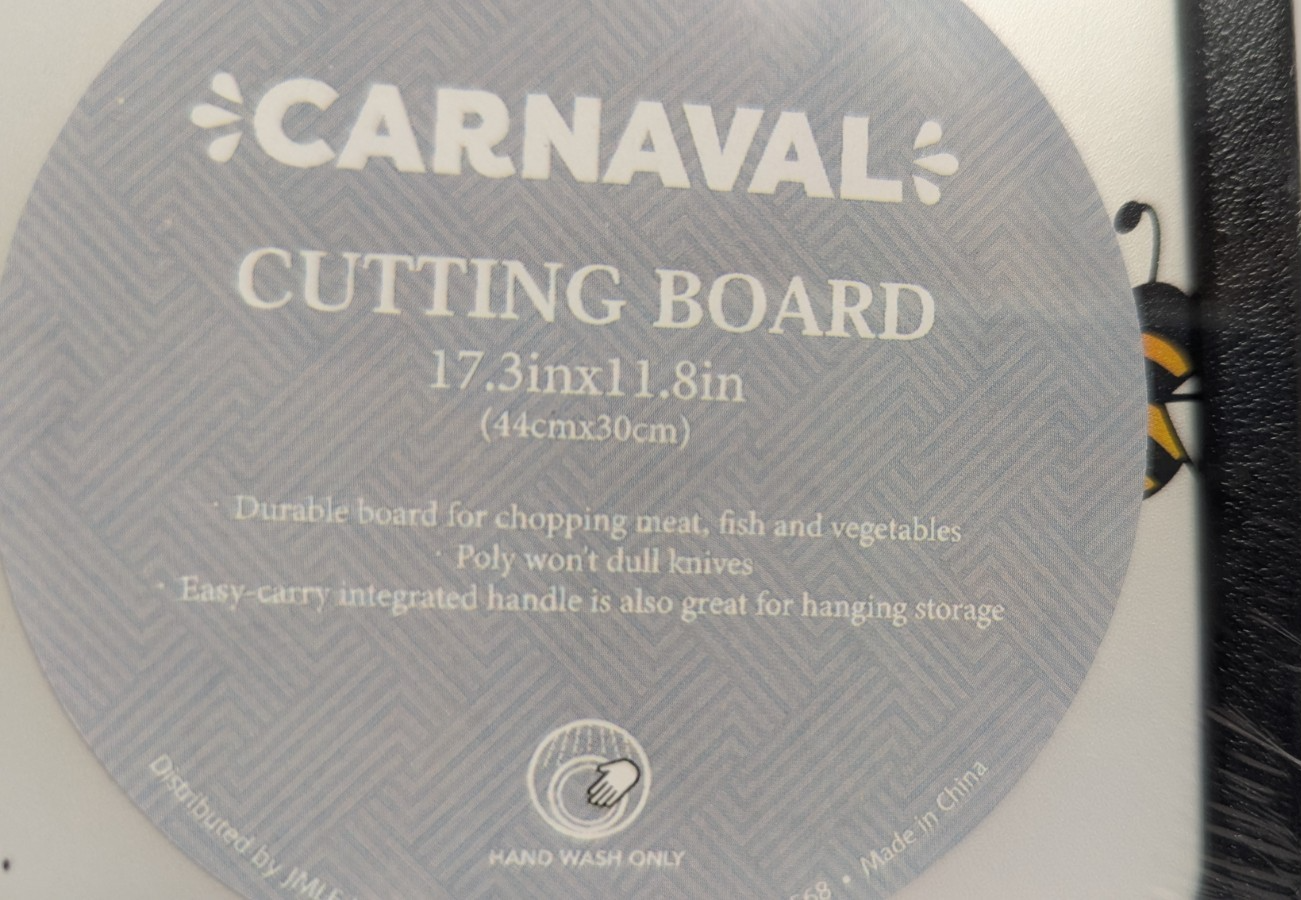 CARNAVAL
CUTTING BOARD
17.3inx11.8in
(44cmx30cm)
· Durable board for chopping meat, fish and vegetables
· Poly won't dull knives
· Easy-carry integrated handle is also great for hanging storage
HAND WASH ONLY
Distributed by
• Made in China